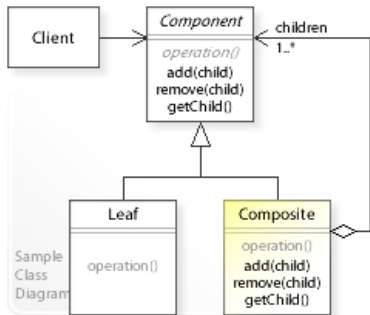 Client
Component
operation()
add(child)
remove(child)
getChild()
children
1..*
Leaf
operation()
Composite
operation()
add(child)
remove(child)
getChild()
Sample
Class
Diagram